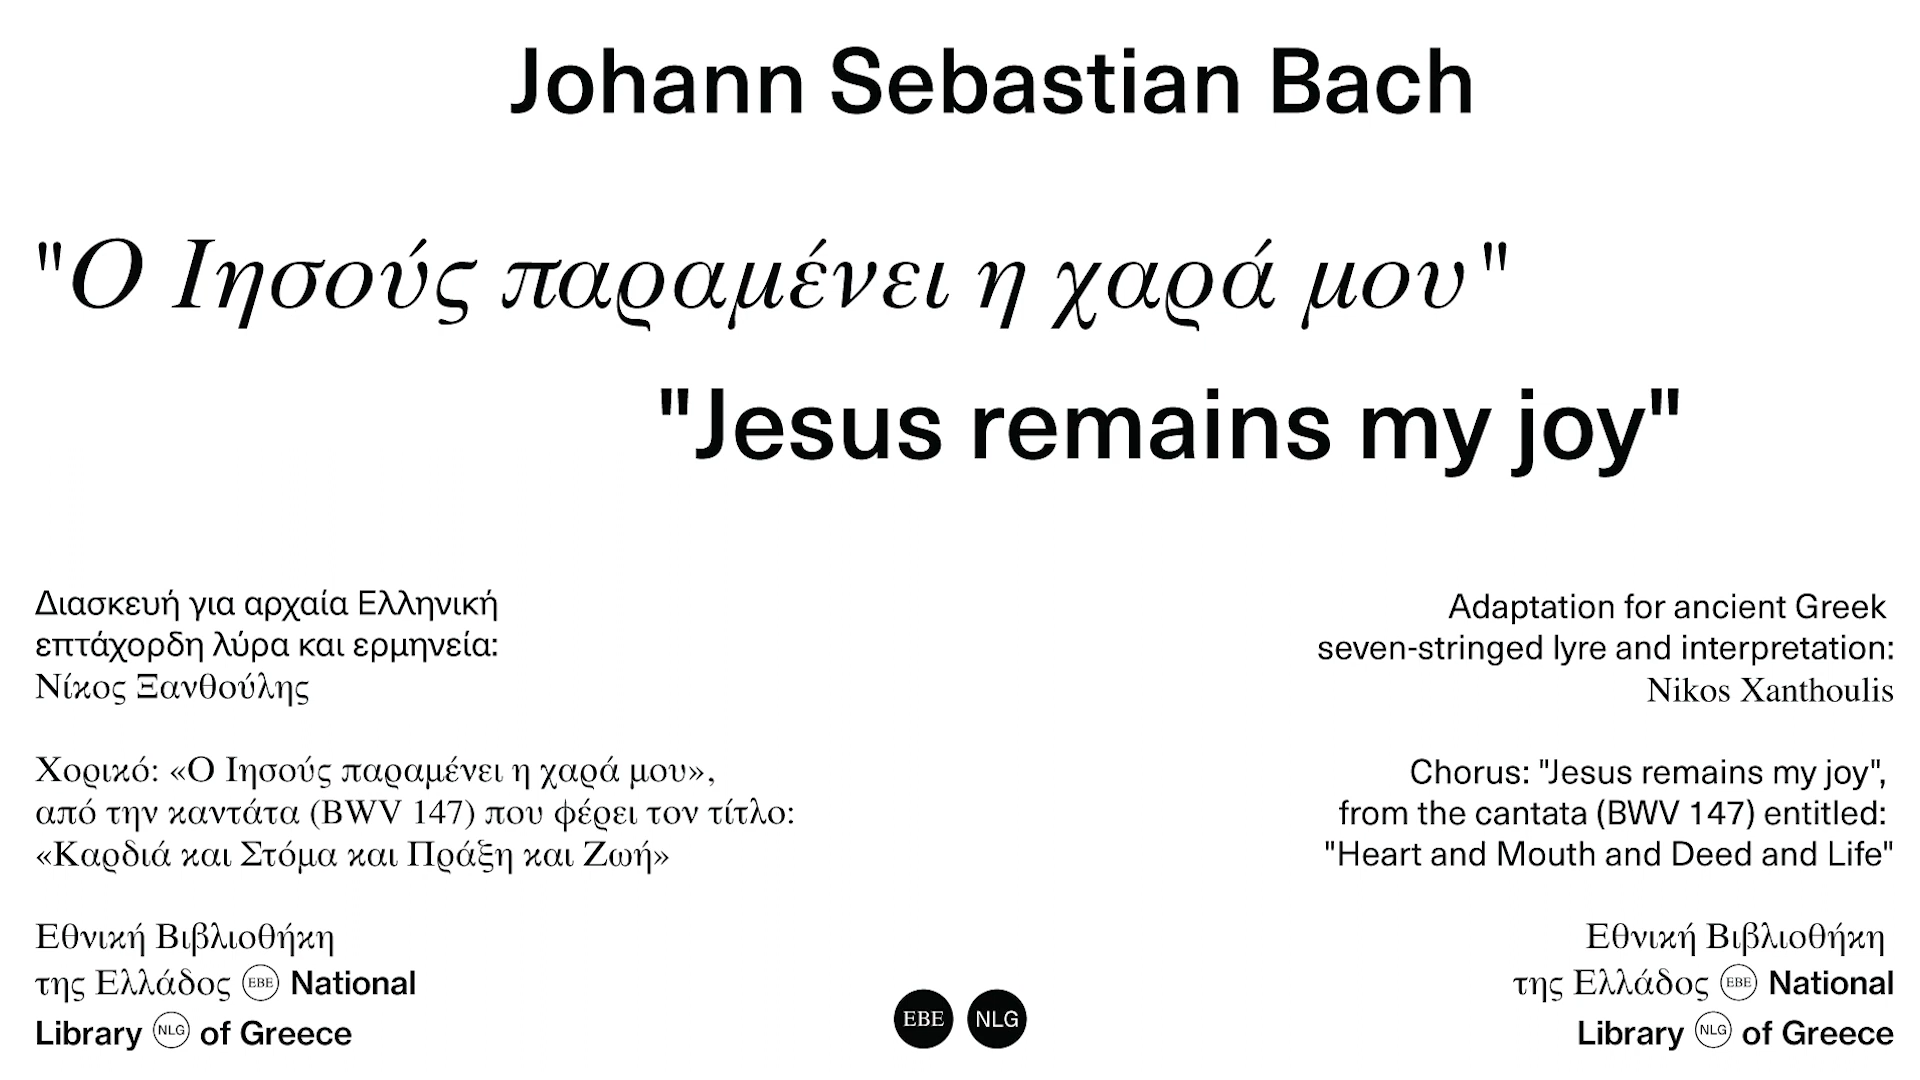 Johann Sebastian Bach
"Ο Ιησούς παραμένει η χαρά μου"
"Jesus remains my joy"
Διασκευή για αρχαία Ελληνική
επτάχορδη λύρα και ερμηνεία:
Νίκος Ξανθούλης
Χορικό: «Ο Ιησούς παραμένει η χαρά μου»,
από την καντάτα (BWV 147) που φέρει τον τίτλο:
«Καρδιά και Στόμα και Πράξη και Ζωή»
Εθνική Βιβλιοθήκη
της Ελλάδος ΕΒΕ National
Library NLG of Greece
Adaptation for ancient Greek
seven-stringed lyre and interpretation:
Nikos Xanthoulis
Chorus: "Jesus remains my joy",
from the cantata (BWV 147) entitled:
"Heart and Mouth and Deed and Life"
Εθνική Βιβλιοθήκη
της Ελλάδος ΕΒΕ National
Library NLG of Greece
ΕΒΕ NLG